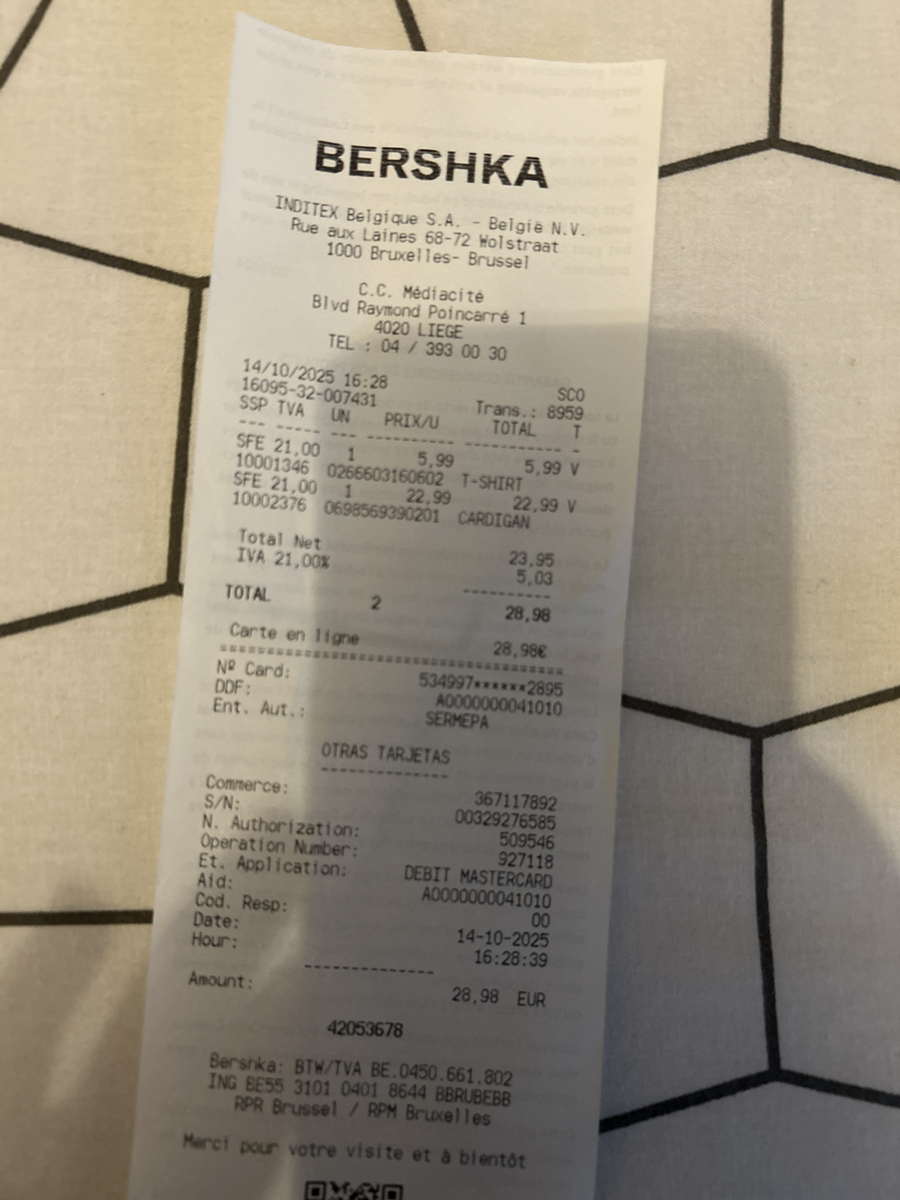 BERSHKA
INDITEX Belgique S.A. - België N.V.
Rue aux Laines 68-72 Wolstraat
1000 Bruxelles- Brussel
C.C. Médiacité
Blvd Raymond Poincarré 1
4020 LIEGE
TEL : 04 / 393 00 30
14/10/2025 16:28 SCO
16095-32-007431 Trans.: 8959
SSP TVA UN PRIX/U TOTAL T
--- ----- --- ---------- ----------- -
SFE 21,00 1 5,99 5,99 V
10001346 0266603160602 T-SHIRT
SFE 21,00 1 22,99 22,99 V
10002376 0698569390201 CARDIGAN
Total Net 23,95
IVA 21,00% 5,03
----------
TOTAL 2 28,98
Carte en ligne 28,98€
========================================
Nº Card: 534997******2895
DDF: A0000000041010
Ent. Aut.: SERMEPA
OTRAS TARJETAS
--------------
Commerce: 367117892
S/N: 00329276585
N. Authorization: 509546
Operation Number: 927118
Et. Application: DEBIT MASTERCARD
Aid: A0000000041010
Cod. Resp: 00
Date: 14-10-2025
Hour: 16:28:39
--------------
Amount: 28,98 EUR
42053678
Bershka: BTW/TVA BE.0450.661.802
ING BE55 3101 0401 8644 BBRUBEBB
RPR Brussel / RPM Bruxelles
Merci pour votre visite et à bientôt